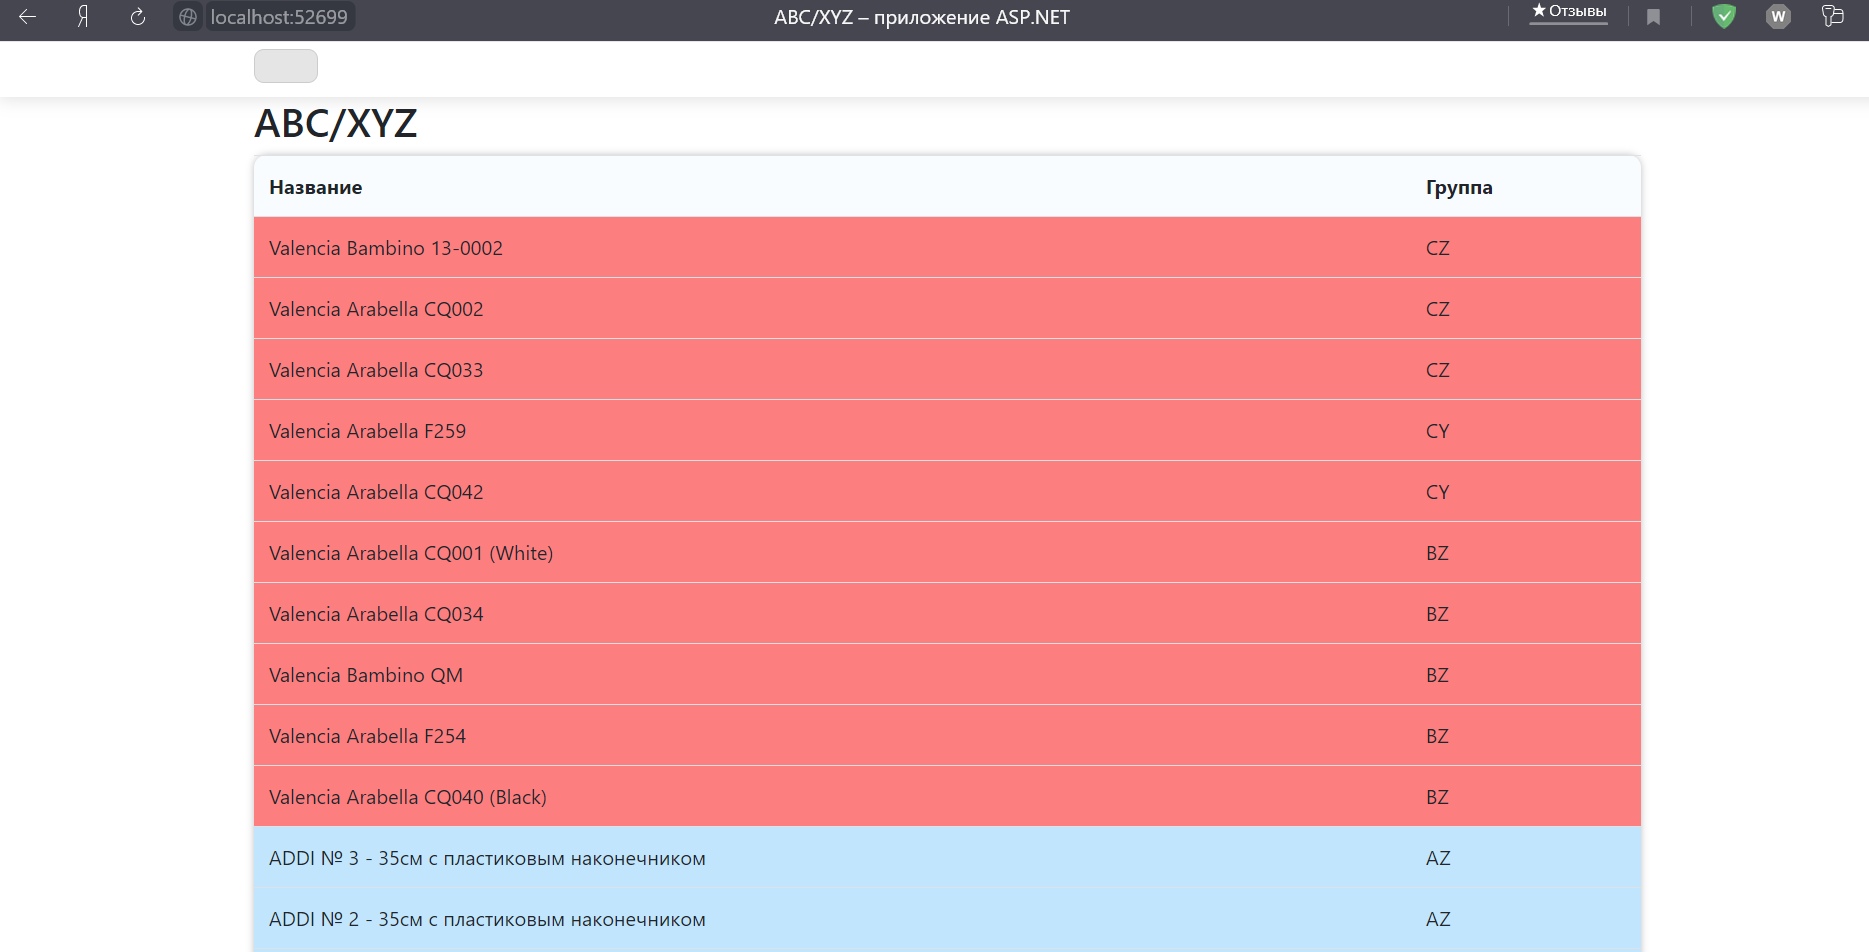 Я localhost:52699 ABC/XYZ – приложение ASP.NET ★Отзывы W
ABC/XYZ
Название Группа
Valencia Bambino 13-0002 CZ
Valencia Arabella CQ002 CZ
Valencia Arabella CQ033 CZ
Valencia Arabella F259 CY
Valencia Arabella CQ042 CY
Valencia Arabella CQ001 (White) BZ
Valencia Arabella CQ034 BZ
Valencia Bambino QM BZ
Valencia Arabella F254 BZ
Valencia Arabella CQ040 (Black) BZ
ADDI № 3 - 35см с пластиковым наконечником AZ
ADDI № 2 - 35см с пластиковым наконечником AZ